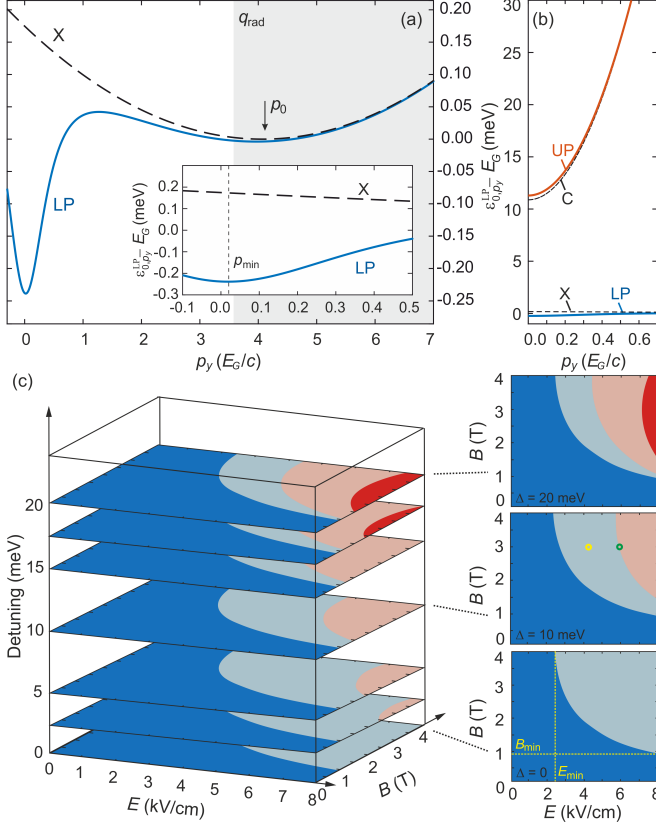 (a)
q_rad
p_0
X
LP
0.20
0.15
0.10
0.05
0.00
0.05
0.10
0.15
0.20
0.25
ε^LP_0,p_y – E_G (meV)
0.2
0.1
0.0
-0.1
-0.2
-0.3
X
LP
p_min
-0.1 0.0 0.1 0.2 0.3 0.4 0.5
0 1 2 3 4 5 6 7
p_y (E_G/c)
(b)
ε^LP_0,p_y – E_G (meV)
30
25
20
15
10
5
0
UP
C
X
LP
0.0 0.2 0.4 0.6
p_y (E_G/c)
(c)
Detuning (meV)
20
15
10
5
0
0 1 2 3 4 5 6 7 8
E (kV/cm)
0 1 2 3 4
B (T)
B (T)
4
3
2
1
0
Δ = 20 meV
B (T)
4
3
2
1
0
Δ = 10 meV
B (T)
4
3
2
1
0
B_min
E_min
Δ = 0
0 2 4 6 8
E (kV/cm)